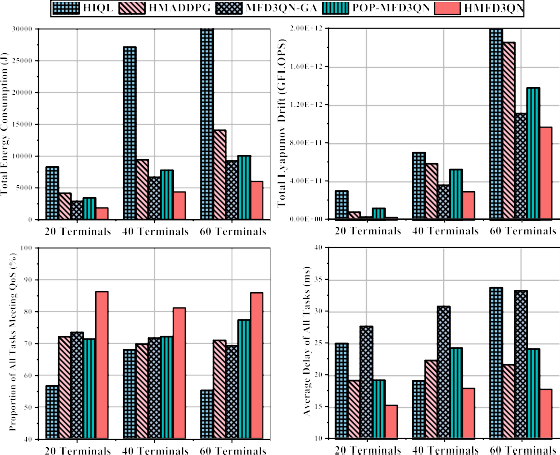 HIQL HMADDPG MFD3QN-GA POP-MFD3QN HMFD3QN
Total Energy Consumption (J)
30000
25000
20000
15000
10000
5000
0
20 Terminals 40 Terminals 60 Terminals
Total Lyapunov Drift (GFLOPS)
2.00E+12
1.60E+12
1.20E+12
8.00E+11
4.00E+11
0.00E+00
20 Terminals 40 Terminals 60 Terminals
Proportion of All Tasks Meeting QoS (%)
100
90
80
70
60
50
40
20 Terminals 40 Terminals 60 Terminals
Average Delay of All Tasks (ms)
40
35
30
25
20
15
10
20 Terminals 40 Terminals 60 Terminals